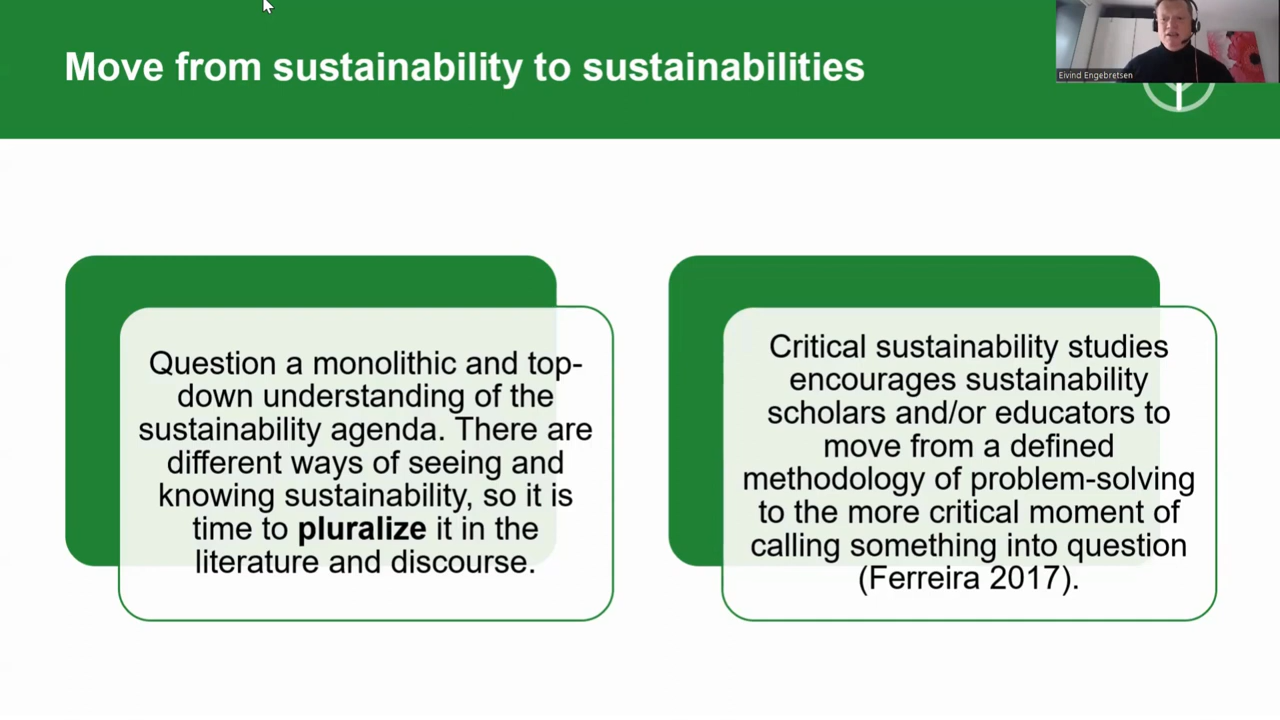 Move from sustainability to sustainabilities
Eivind Engebretsen
Question a monolithic and top-
down understanding of the
sustainability agenda. There are
different ways of seeing and
knowing sustainability, so it is
time to pluralize it in the
literature and discourse.
Critical sustainability studies
encourages sustainability
scholars and/or educators to
move from a defined
methodology of problem-solving
to the more critical moment of
calling something into question
(Ferreira 2017).